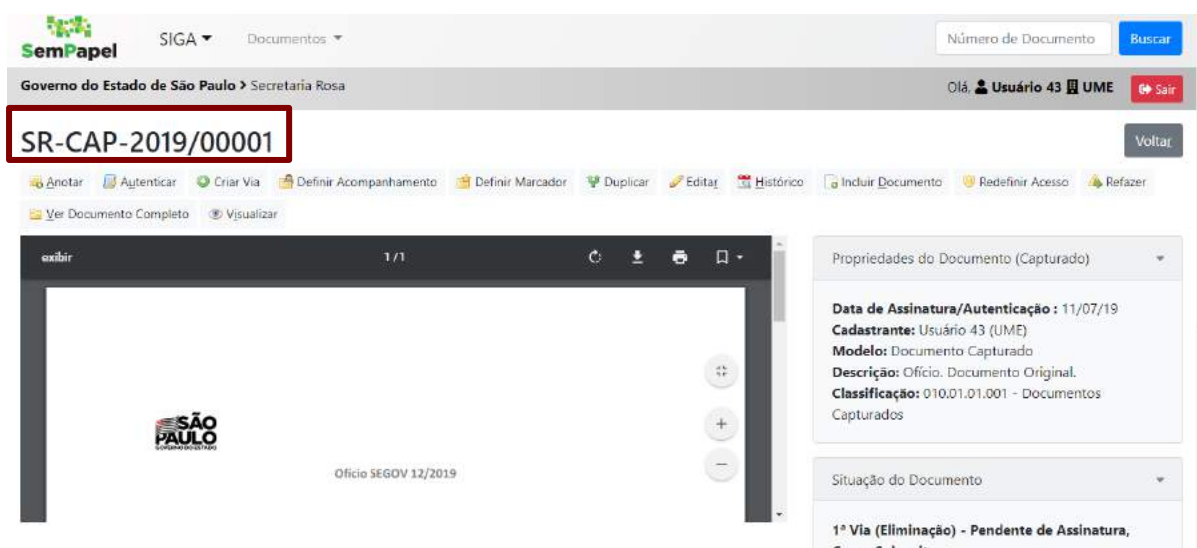 SemPapel
SIGA
Documentos
Número de Documento
Buscar
Governo do Estado de São Paulo > Secretaria Rosa
Olá, Usuário 43 UME
Sair
SR-CAP-2019/00001
Voltar
Anotar Autenticar Criar Via Definir Acompanhamento Definir Marcador Duplicar Editar Histórico Incluir Documento Redefinir Acesso Refazer
Ver Documento Completo Visualizar
exibir
1 / 1
SÃO
PAULO
GOVERNO DO ESTADO
Ofício SEGOV 12/2019
Propriedades do Documento (Capturado)
Data de Assinatura/Autenticação : 11/07/19
Cadastrante: Usuário 43 (UME)
Modelo: Documento Capturado
Descrição: Ofício. Documento Original.
Classificação: 010.01.01.001 - Documentos
Capturados
Situação do Documento
1ª Via (Eliminação) - Pendente de Assinatura,